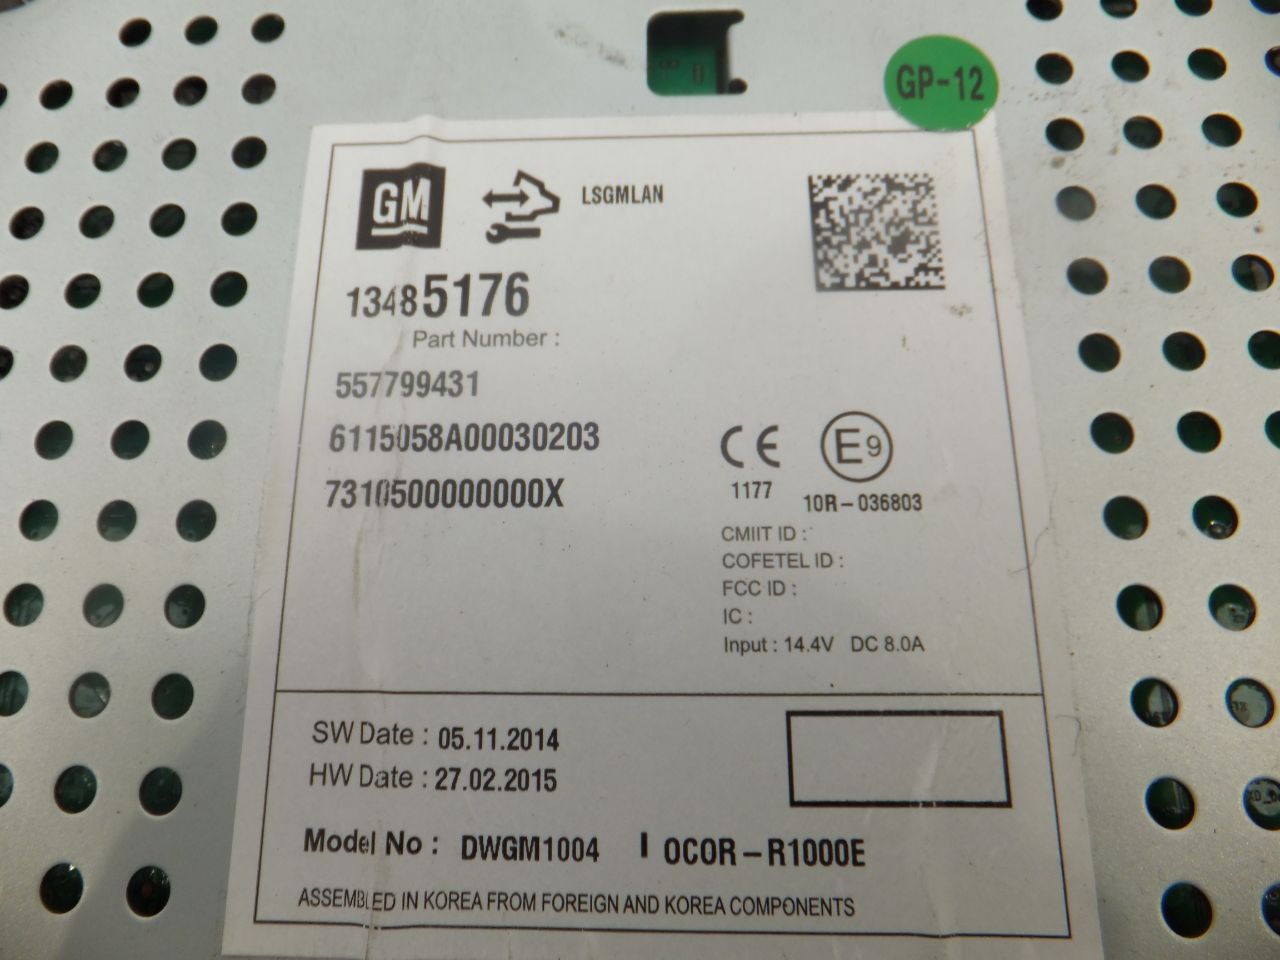 GP-12
GM
LSGMLAN
13485176
Part Number :
557799431
6115058A00030203
7310500000000X
CE
1177
E9
10R-036803
CMIIT ID :
COFETEL ID :
FCC ID :
IC :
Input : 14.4V DC 8.0A
SW Date : 05.11.2014
HW Date : 27.02.2015
Model No : DWGM1004 I OCOR-R1000E
ASSEMBLED IN KOREA FROM FOREIGN AND KOREA COMPONENTS